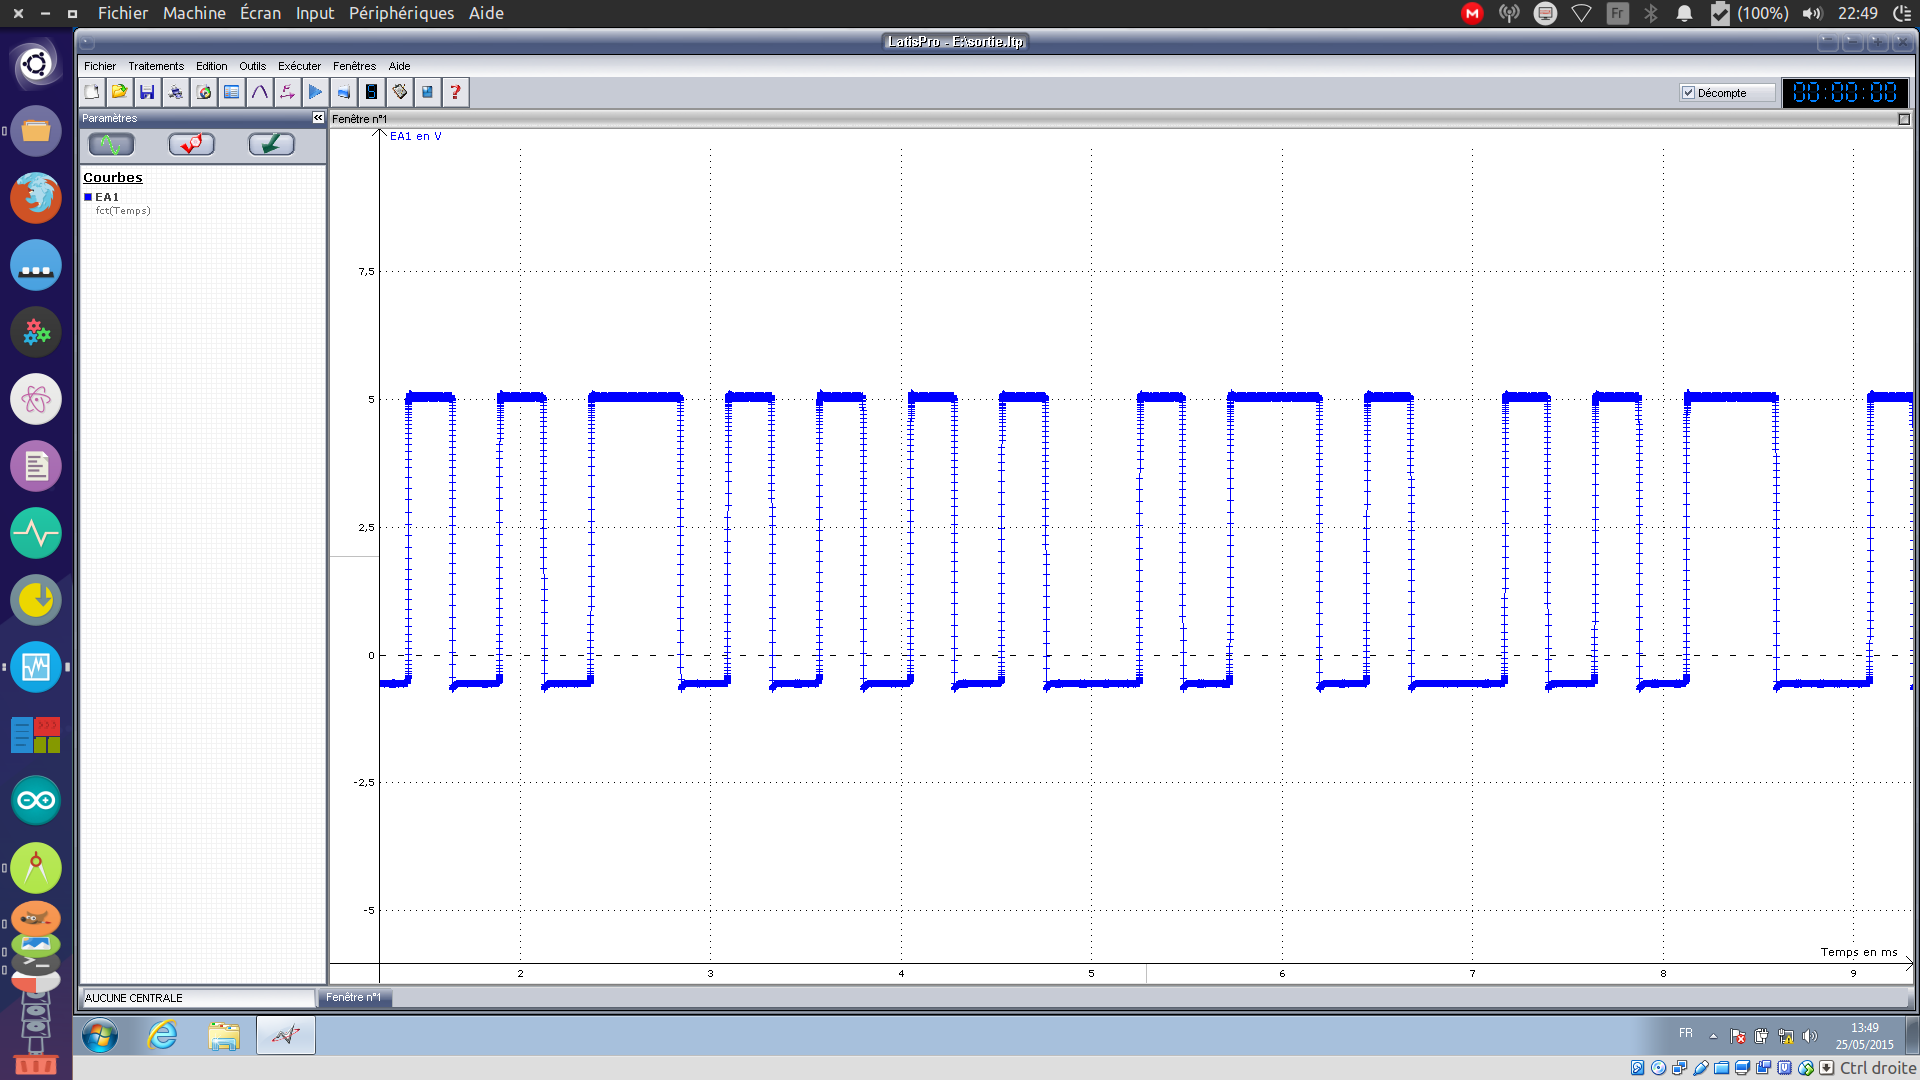 Fichier Machine Écran Input Périphériques Aide
Fr (100%) 22:49
LatisPro - E:\sortie.ltp
Fichier Traitements Edition Outils Exécuter Fenêtres Aide
Décompte 00:00:00
Paramètres
Fenêtre n°1
Courbes
EA1
fct(Temps)
EA1 en V
7,5
5
2,5
0
-2,5
-5
Temps en ms
2 3 4 5 6 7 8 9
AUCUNE CENTRALE
Fenêtre n°1
FR
13:49
25/05/2015
Ctrl droite